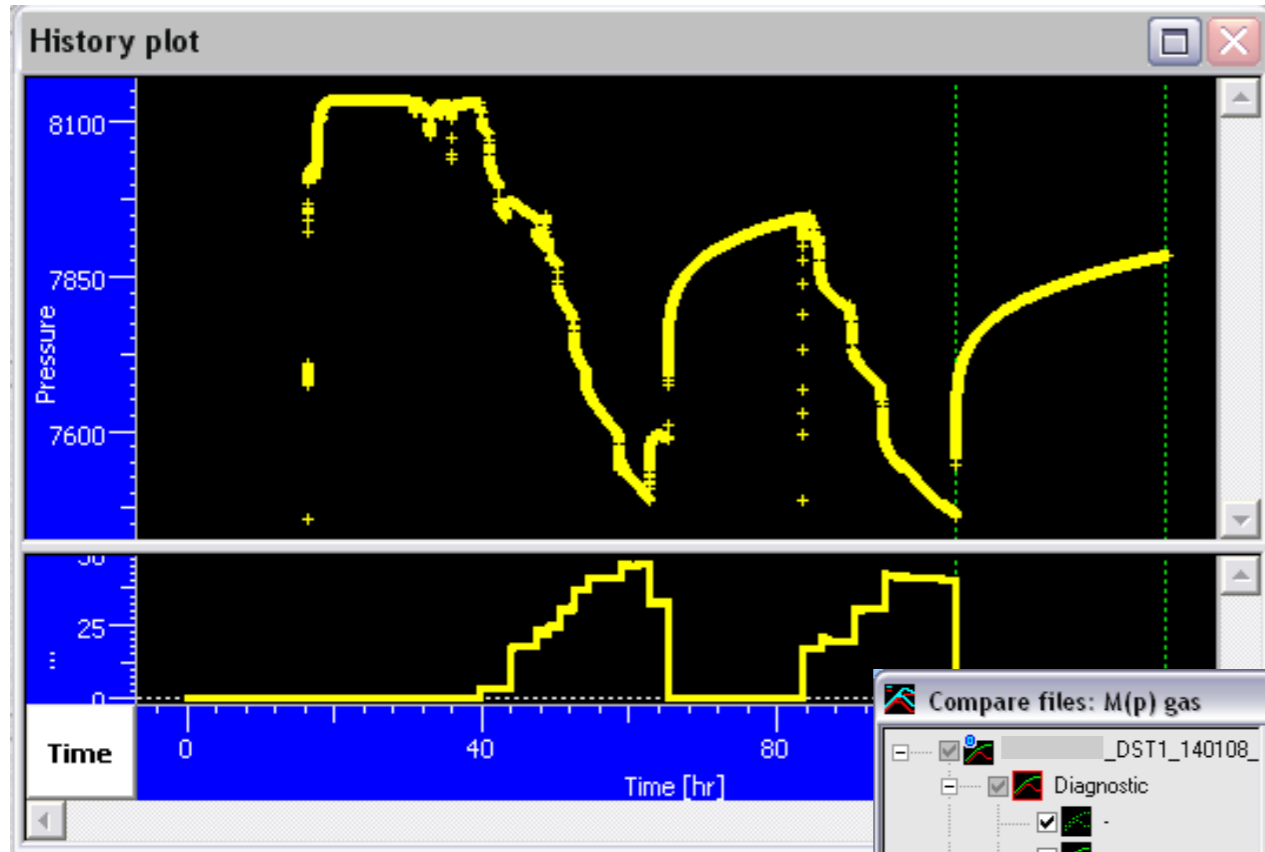 History plot
8100
7850
Pressure
7600
50
25
...
0
Time
0
40
80
Time [hr]
Compare files: M(p) gas
_DST1_140108_
Diagnostic
-